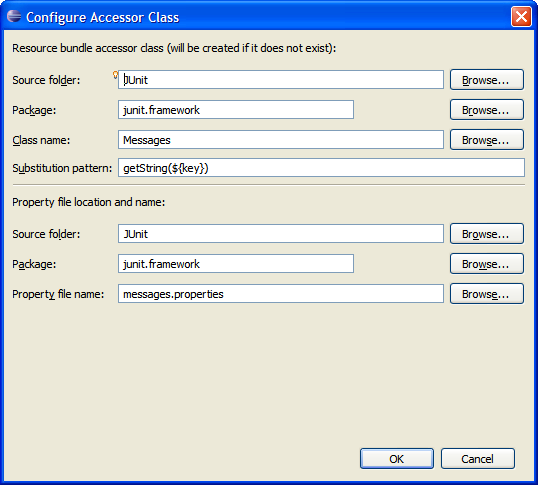 Configure Accessor Class
Resource bundle accessor class (will be created if it does not exist):
Source folder: JUnit Browse...
Package: junit.framework Browse...
Class name: Messages Browse...
Substitution pattern: getString(${key})
Property file location and name:
Source folder: JUnit Browse...
Package: junit.framework Browse...
Property file name: messages.properties Browse...
OK Cancel